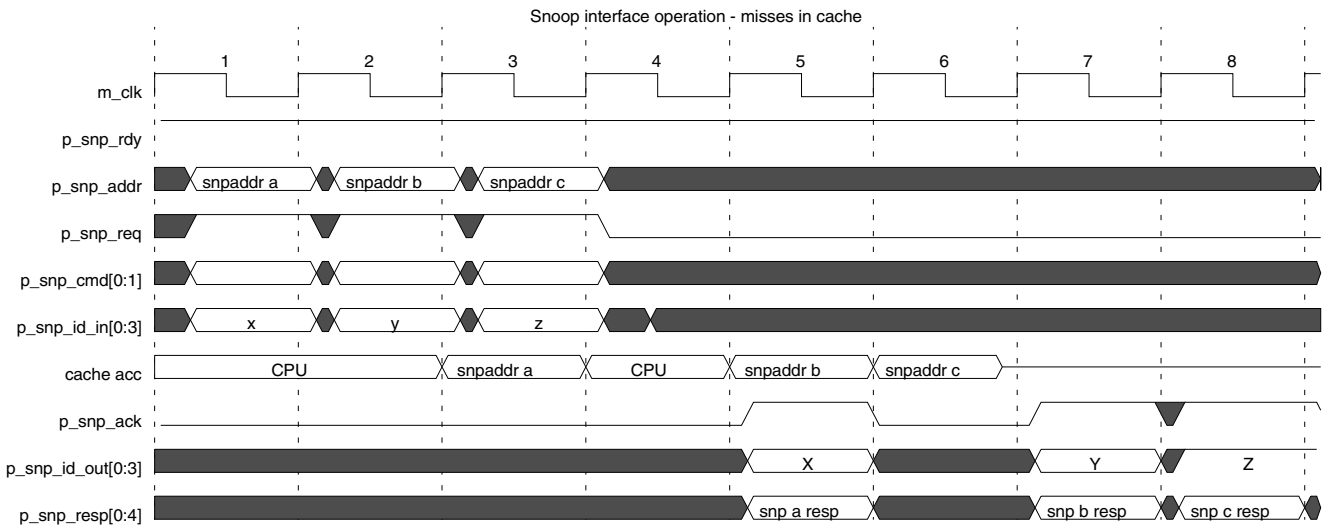 Snoop interface operation - misses in cache
1 2 3 4 5 6 7 8
m_clk
p_snp_rdy
p_snp_addr snpaddr a snpaddr b snpaddr c
p_snp_req
p_snp_cmd[0:1]
p_snp_id_in[0:3] x y z
cache acc CPU snpaddr a CPU snpaddr b snpaddr c
p_snp_ack
p_snp_id_out[0:3] X Y Z
p_snp_resp[0:4] snp a resp snp b resp snp c resp